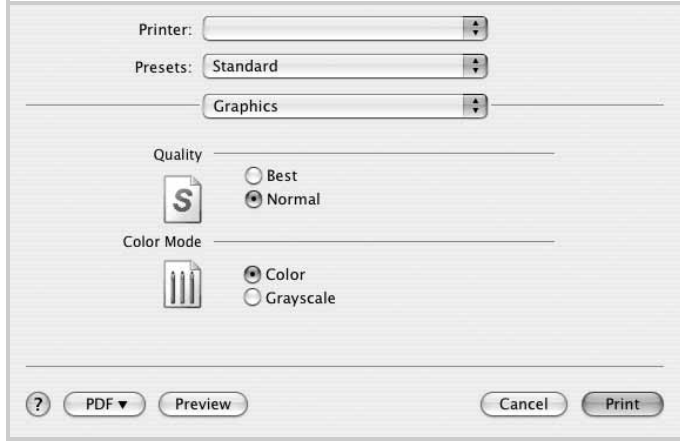 Printer:
Presets: Standard
Graphics
Quality
Best
S
Normal
Color Mode
Color
Grayscale
? PDF▼ Preview Cancel Print